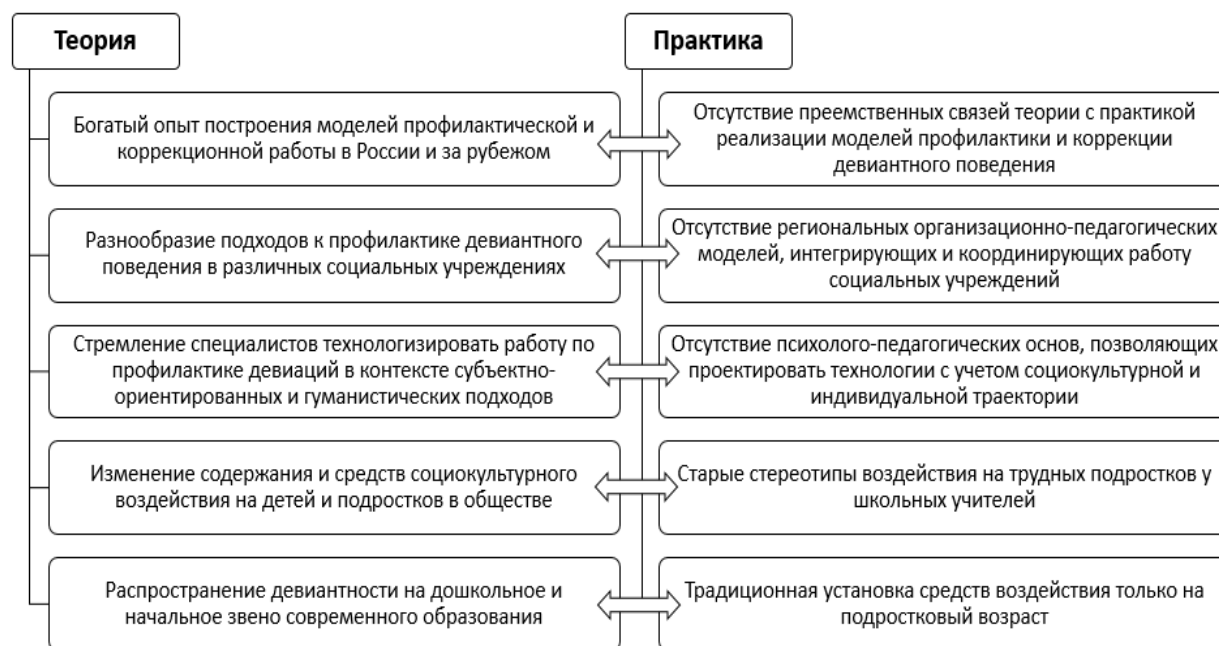 Теория
Практика
Богатый опыт построения моделей профилактической и
коррекционной работы в России и за рубежом
Отсутствие преемственных связей теории с практикой
реализации моделей профилактики и коррекции
девиантного поведения
Разнообразие подходов к профилактике девиантного
поведения в различных социальных учреждениях
Отсутствие региональных организационно-педагогических
моделей, интегрирующих и координирующих работу
социальных учреждений
Стремление специалистов технологизировать работу по
профилактике девиаций в контексте субъектно-
ориентированных и гуманистических подходов
Отсутствие психолого-педагогических основ, позволяющих
проектировать технологии с учетом социокультурной и
индивидуальной траектории
Изменение содержания и средств социокультурного
воздействия на детей и подростков в обществе
Старые стереотипы воздействия на трудных подростков у
школьных учителей
Распространение девиантности на дошкольное и
начальное звено современного образования
Традиционная установка средств воздействия только на
подростковый возраст